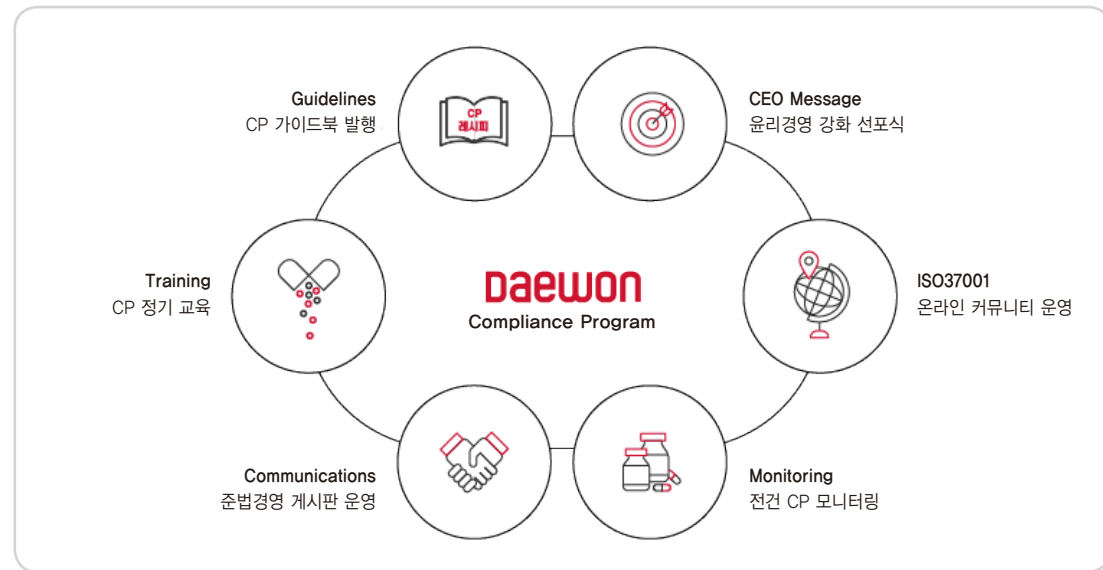 Guidelines
CP 가이드북 발행
CP
레시피
CEO Message
윤리경영 강화 선포식
Training
CP 정기 교육
Daewon
Compliance Program
ISO37001
온라인 커뮤니티 운영
Communications
준법경영 게시판 운영
Monitoring
전건 CP 모니터링